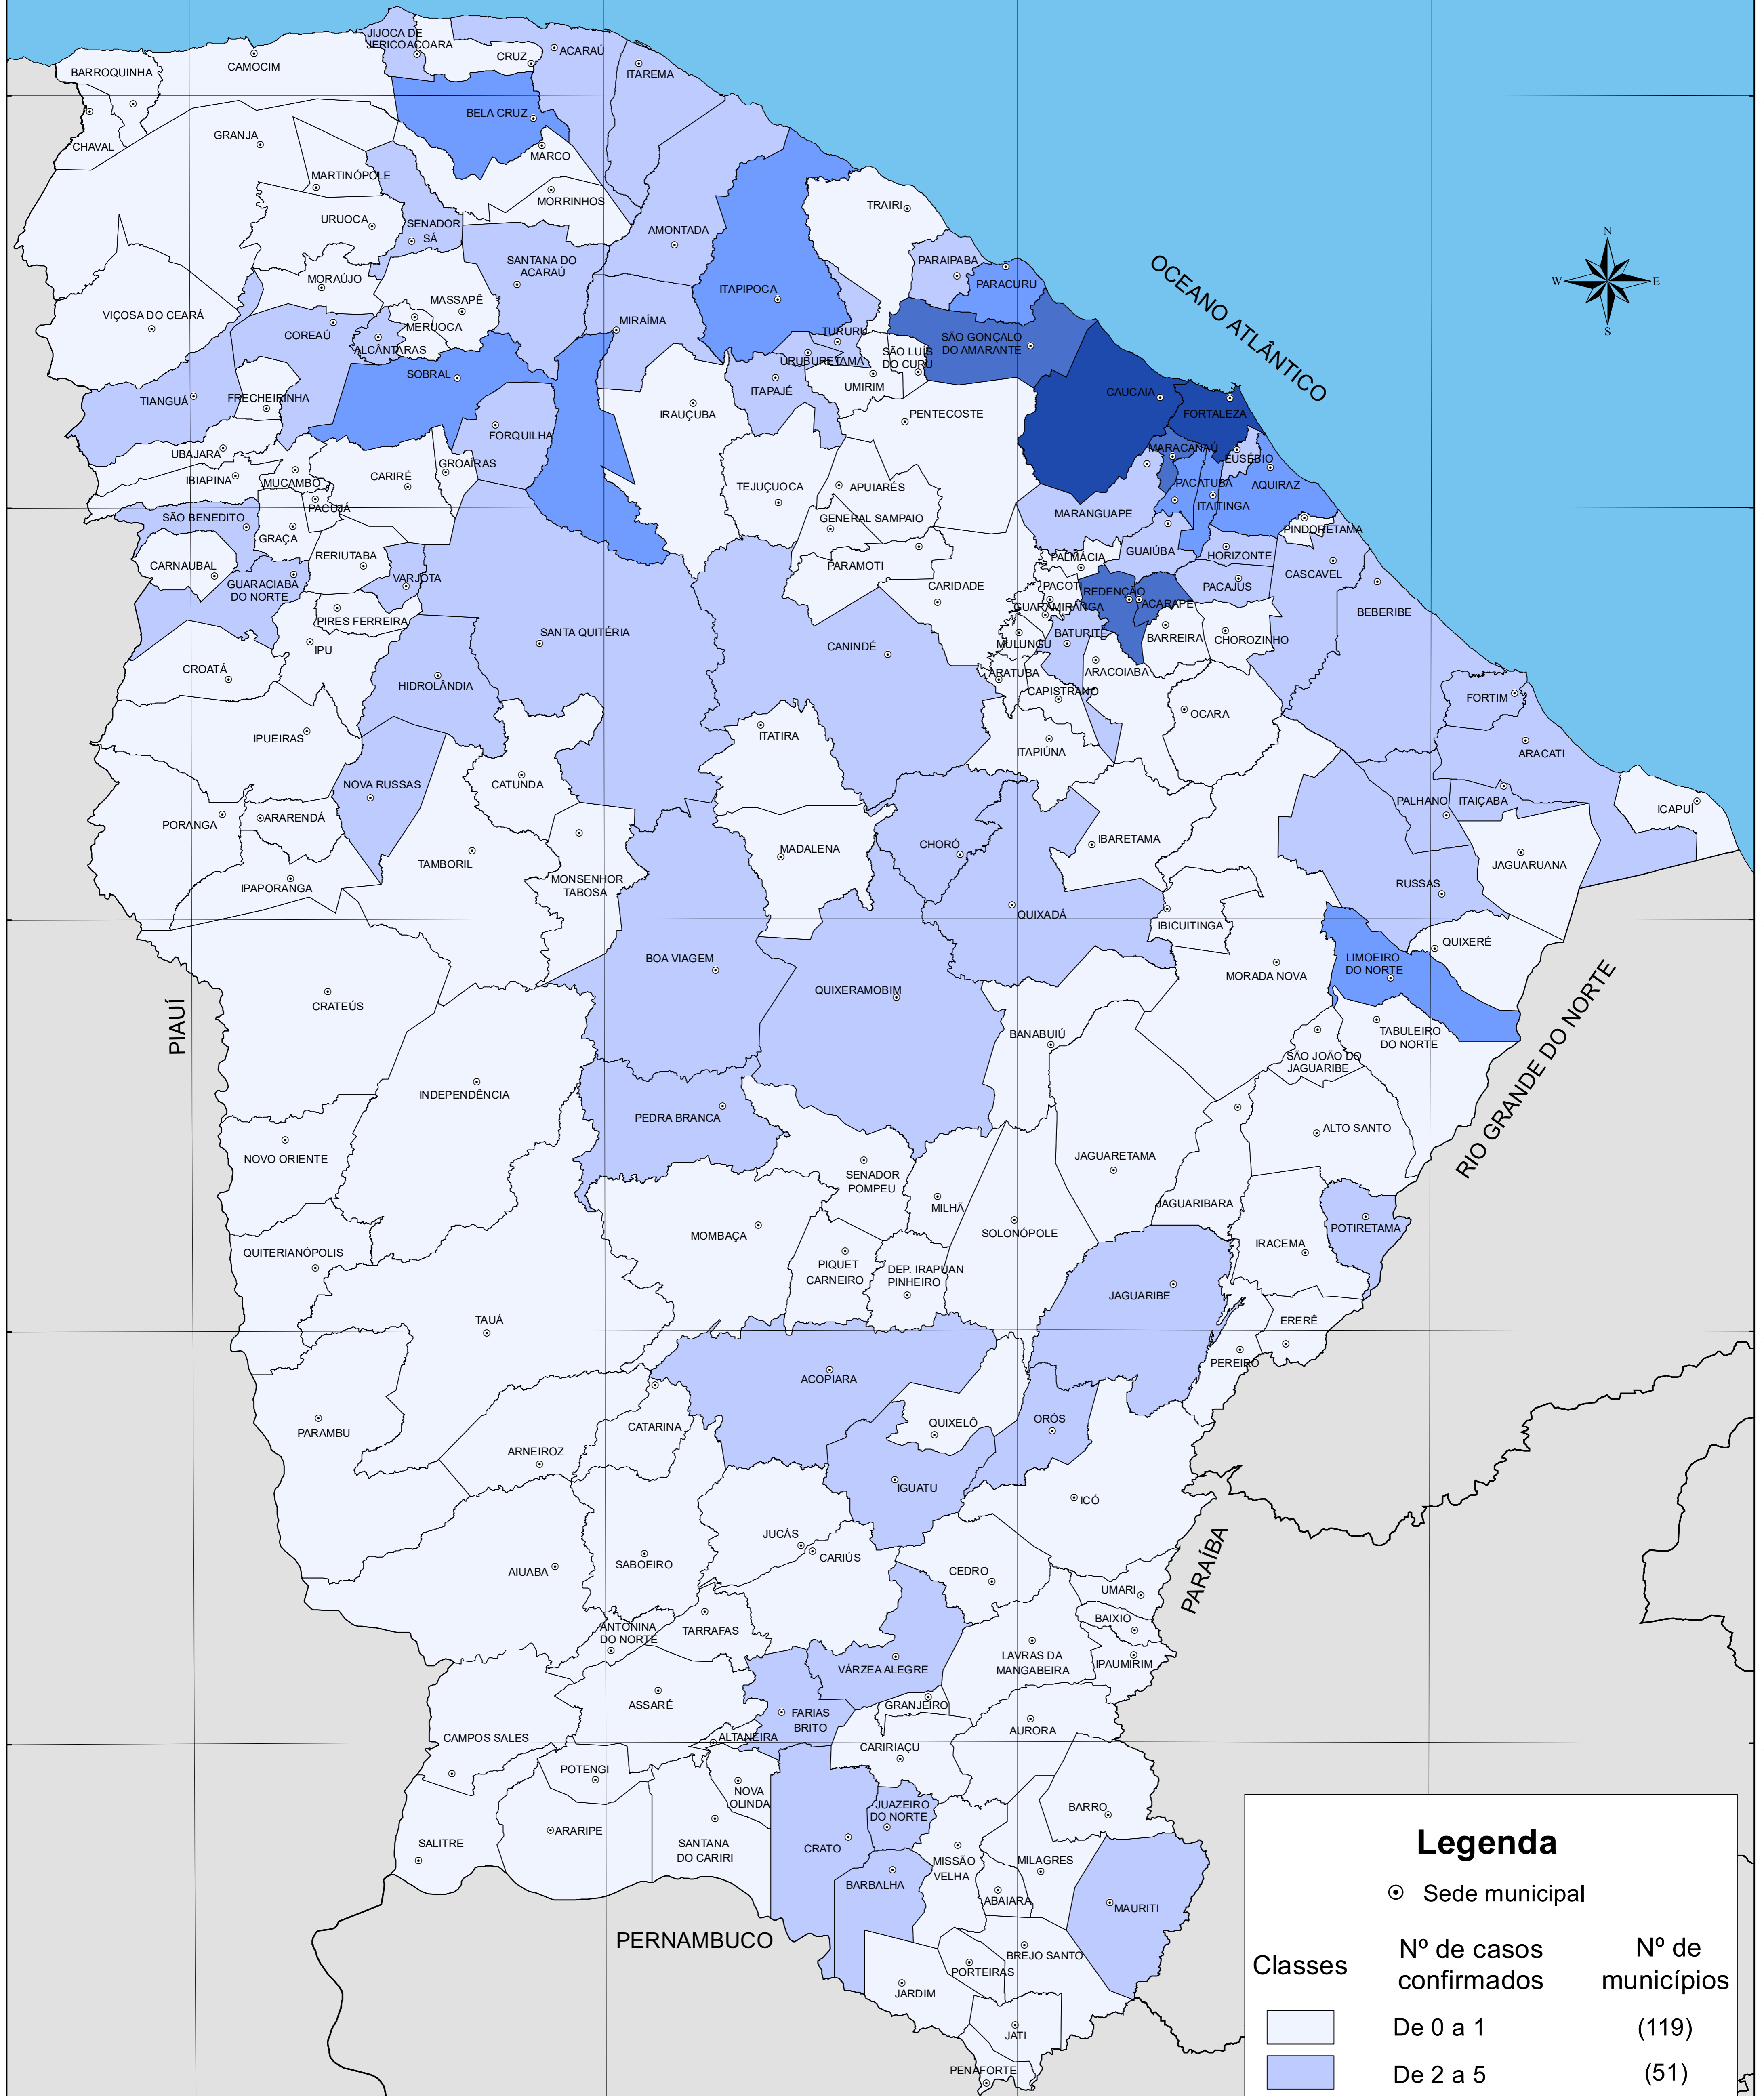 JIJOCA DE
JERICOACOARA
CRUZ
ACARAÚ
ITAREMA
BARROQUINHA
CAMOCIM
BELA CRUZ
CHAVAL
GRANJA
MARCO
MARTINÓPOLE
MORRINHOS
TRAIRI
URUOCA
SENADOR
SÁ
AMONTADA
N
W
E
S
SANTANA DO
ACARAÚ
PARAIPABA
PARACURU
OCEANO ATLÂNTICO
MORAÚJO
MASSAPÊ
ITAPIPOCA
VIÇOSA DO CEARÁ
MERUOCA
MIRAÍMA
COREAÚ
ALCÂNTARAS
TURURU
SÃO GONÇALO
DO AMARANTE
URUBURETAMA
SÃO LUÍS
DO CURU
SOBRAL
UMIRIM
ITAPAJÉ
CAUCAIA
TIANGUÁ
FRECHEIRINHA
IRAUÇUBA
PENTECOSTE
FORTALEZA
FORQUILHA
UBAJARA
MARACANAÚ
EUSÉBIO
GROAÍRAS
IBIAPINA
MUCAMBO
CARIRÉ
TEJUÇUOCA
APUIARÉS
PACATUBA
AQUIRAZ
PACUJÁ
ITAITINGA
SÃO BENEDITO
GENERAL SAMPAIO
MARANGUAPE
PINDORETAMA
GRAÇA
RERIUTABA
GUAIÚBA
HORIZONTE
PALMÁCIA
CARNAUBAL
PARAMOTI
CASCAVEL
GUARACIABA
DO NORTE
VARJOTA
CARIDADE
PACOTI
REDENÇÃO
PACAJUS
GUARAMIRANGA
ACARAPE
BEBERIBE
PIRES FERREIRA
SANTA QUITÉRIA
BATURITÉ
BARREIRA
CHOROZINHO
IPU
CANINDÉ
MULUNGU
CROATÁ
ARATUBA
ARACOIABA
HIDROLÂNDIA
CAPISTRANO
FORTIM
OCARA
IPUEIRAS
ITATIRA
ITAPIÚNA
ARACATI
NOVA RUSSAS
CATUNDA
PALHANO
ITAIÇABA
ICAPUÍ
PORANGA
ARARENDÁ
IBARETAMA
CHORÓ
MADALENA
TAMBORIL
JAGUARUANA
IPAPORANGA
MONSENHOR
TABOSA
RUSSAS
QUIXADÁ
IBICUITINGA
QUIXERÉ
BOA VIAGEM
LIMOEIRO
DO NORTE
MORADA NOVA
QUIXERAMOBIM
CRATEÚS
PIAUÍ
BANABUIÚ
TABULEIRO
DO NORTE
RIO GRANDE DO NORTE
SÃO JOÃO DO
JAGUARIBE
INDEPENDÊNCIA
PEDRA BRANCA
ALTO SANTO
NOVO ORIENTE
JAGUARETAMA
SENADOR
POMPEU
JAGUARIBARA
MILHÃ
POTIRETAMA
MOMBAÇA
SOLONÓPOLE
IRACEMA
QUITERIANÓPOLIS
PIQUET
CARNEIRO
DEP. IRAPUAN
PINHEIRO
JAGUARIBE
TAUÁ
ERERÊ
PEREIRO
ACOPIARA
PARAMBU
CATARINA
QUIXELÔ
ORÓS
ARNEIROZ
IGUATU
ICÓ
JUCÁS
CARIÚS
AIUABA
SABOEIRO
CEDRO
PARAÍBA
UMARI
BAIXIO
ANTONINA
DO NORTE
TARRAFAS
LAVRAS DA
MANGABEIRA
IPAUMIRIM
VÁRZEA ALEGRE
ASSARÉ
GRANJEIRO
FARIAS
BRITO
AURORA
CAMPOS SALES
ALTANEIRA
CARIRIAÇU
POTENGI
NOVA
OLINDA
JUAZEIRO
DO NORTE
BARRO
ARARIPE
SALITRE
SANTANA
DO CARIRI
CRATO
MISSÃO
VELHA
MILAGRES
BARBALHA
ABAIARA
MAURITI
PERNAMBUCO
BREJO SANTO
PORTEIRAS
JARDIM
JATI
PENAFORTE
Legenda
Sede municipal
Classes
Nº de casos
confirmados
Nº de
municípios
De 0 a 1
(119)
De 2 a 5
(51)